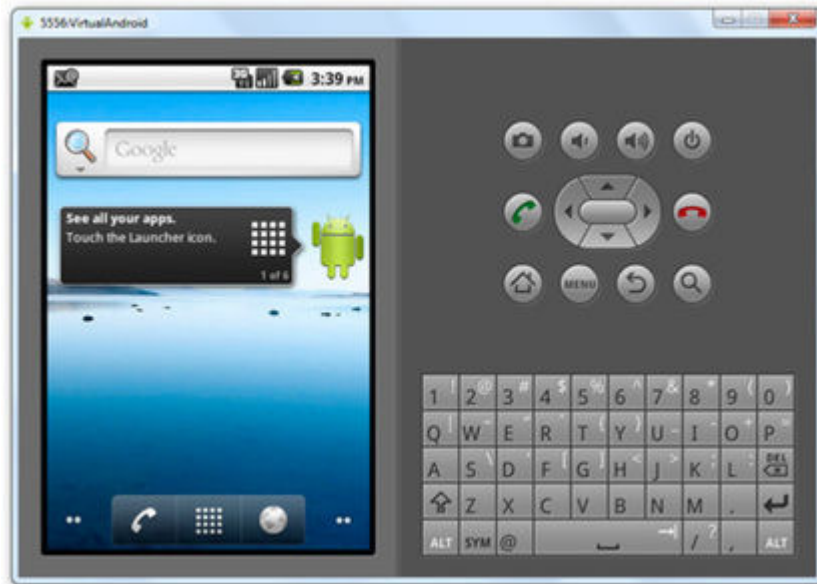 5556:VirtualAndroid
3G
3:39 PM
Google
See all your apps.
Touch the Launcher icon.
1 of 6
MENU
1 ! 2 @ 3 # 4 $ 5 % 6 ^ 7 & 8 * 9 ( 0 )
Q W E R T Y U I O P
A S D F G H J K L DEL
Z X C V B N M .
ALT SYM @ / ? , ALT